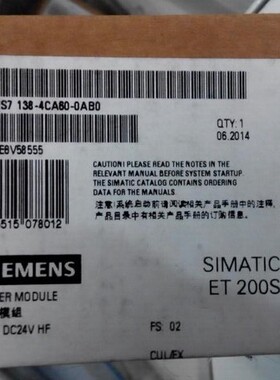 S7 138-4CA60-0AB0
QTY. 1
06.2014
E8V58555
CAUTION! PLEASE READ THE NOTES IN THE
RELEVANT MANUAL BEFORE SYSTEM STARTUP.
THE SIMATIC CATALOG CONTAINS ORDERING
DATA FOR THE MANUALS.
注意!系统启动前请阅读相关产品手册中的注释,
产品目录中有相关手册的订购信息。
515 078012
EMENS
SIMATIC
ET 200S
ER MODULE
模组
DC24V HF
FS: 02